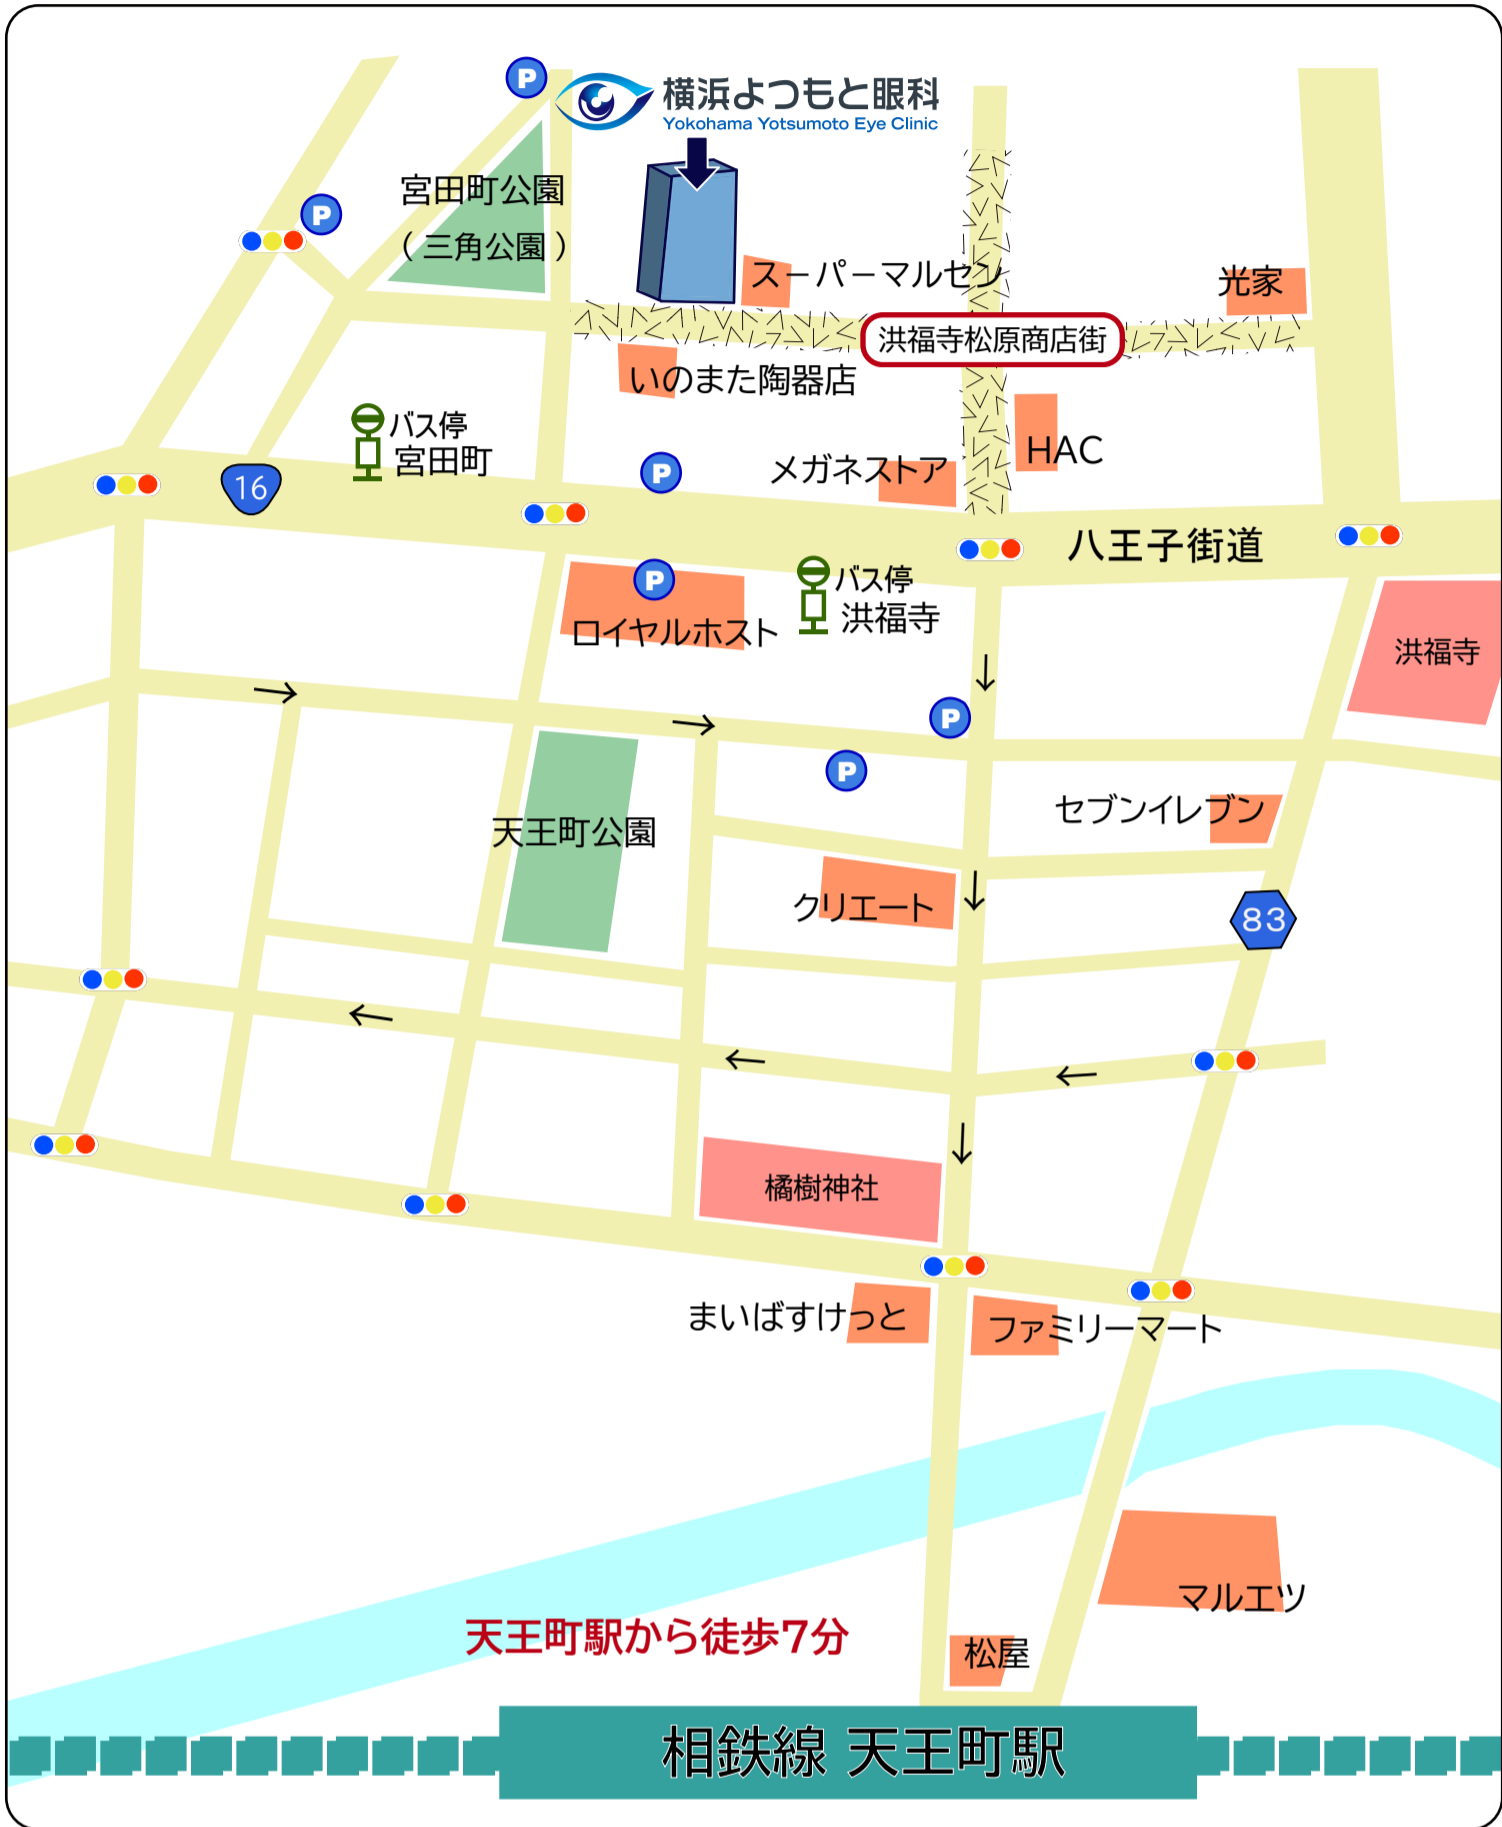 P
横浜よつもと眼科
Yokohama Yotsumoto Eye Clinic
宮田町公園
（三角公園）
P
スーパーマルセン
光家
洪福寺松原商店街
いのまた陶器店
バス停
宮田町
HAC
メガネストア
P
16
八王子街道
バス停
洪福寺
P
ロイヤルホスト
洪福寺
P
P
セブンイレブン
天王町公園
クリエート
83
橘樹神社
まいばすけっと
ファミリーマート
マルエツ
天王町駅から徒歩7分
松屋
相鉄線 天王町駅